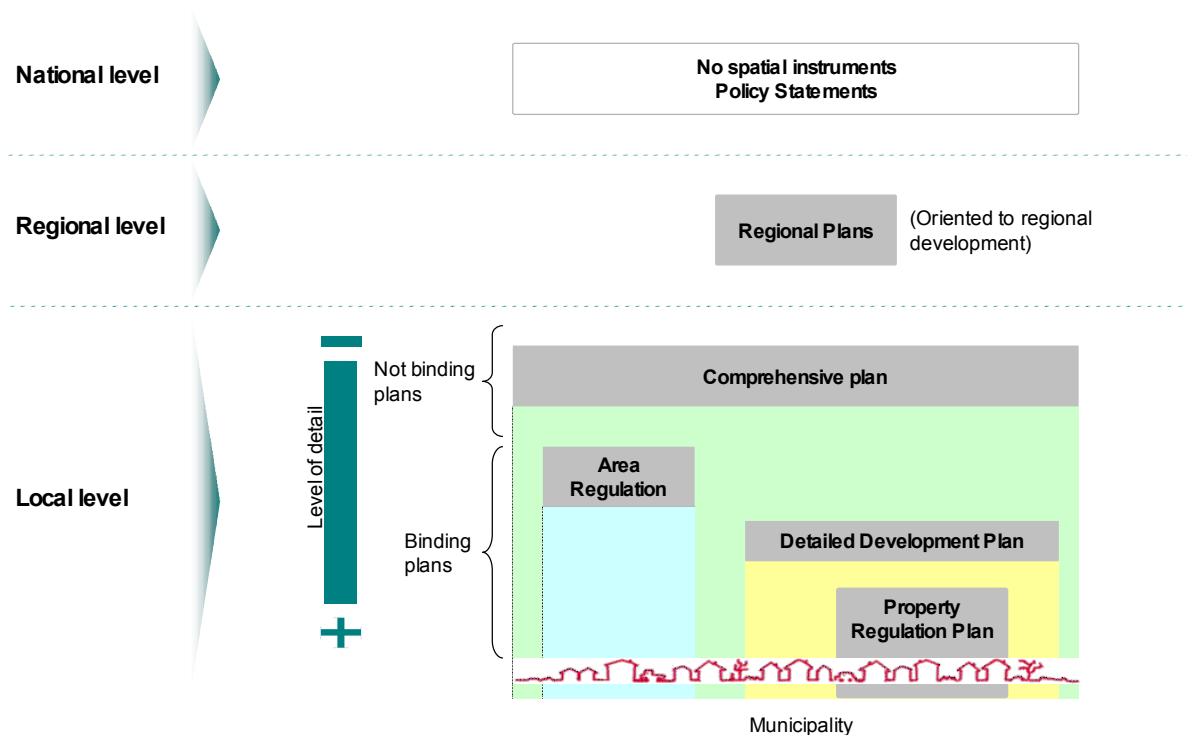 National level
No spatial instruments
Policy Statements
Regional level
Regional Plans
(Oriented to regional
development)
Local level
Level of detail
Not binding
plans
Comprehensive plan
Binding
plans
Area
Regulation
Detailed Development Plan
Property
Regulation Plan
Municipality